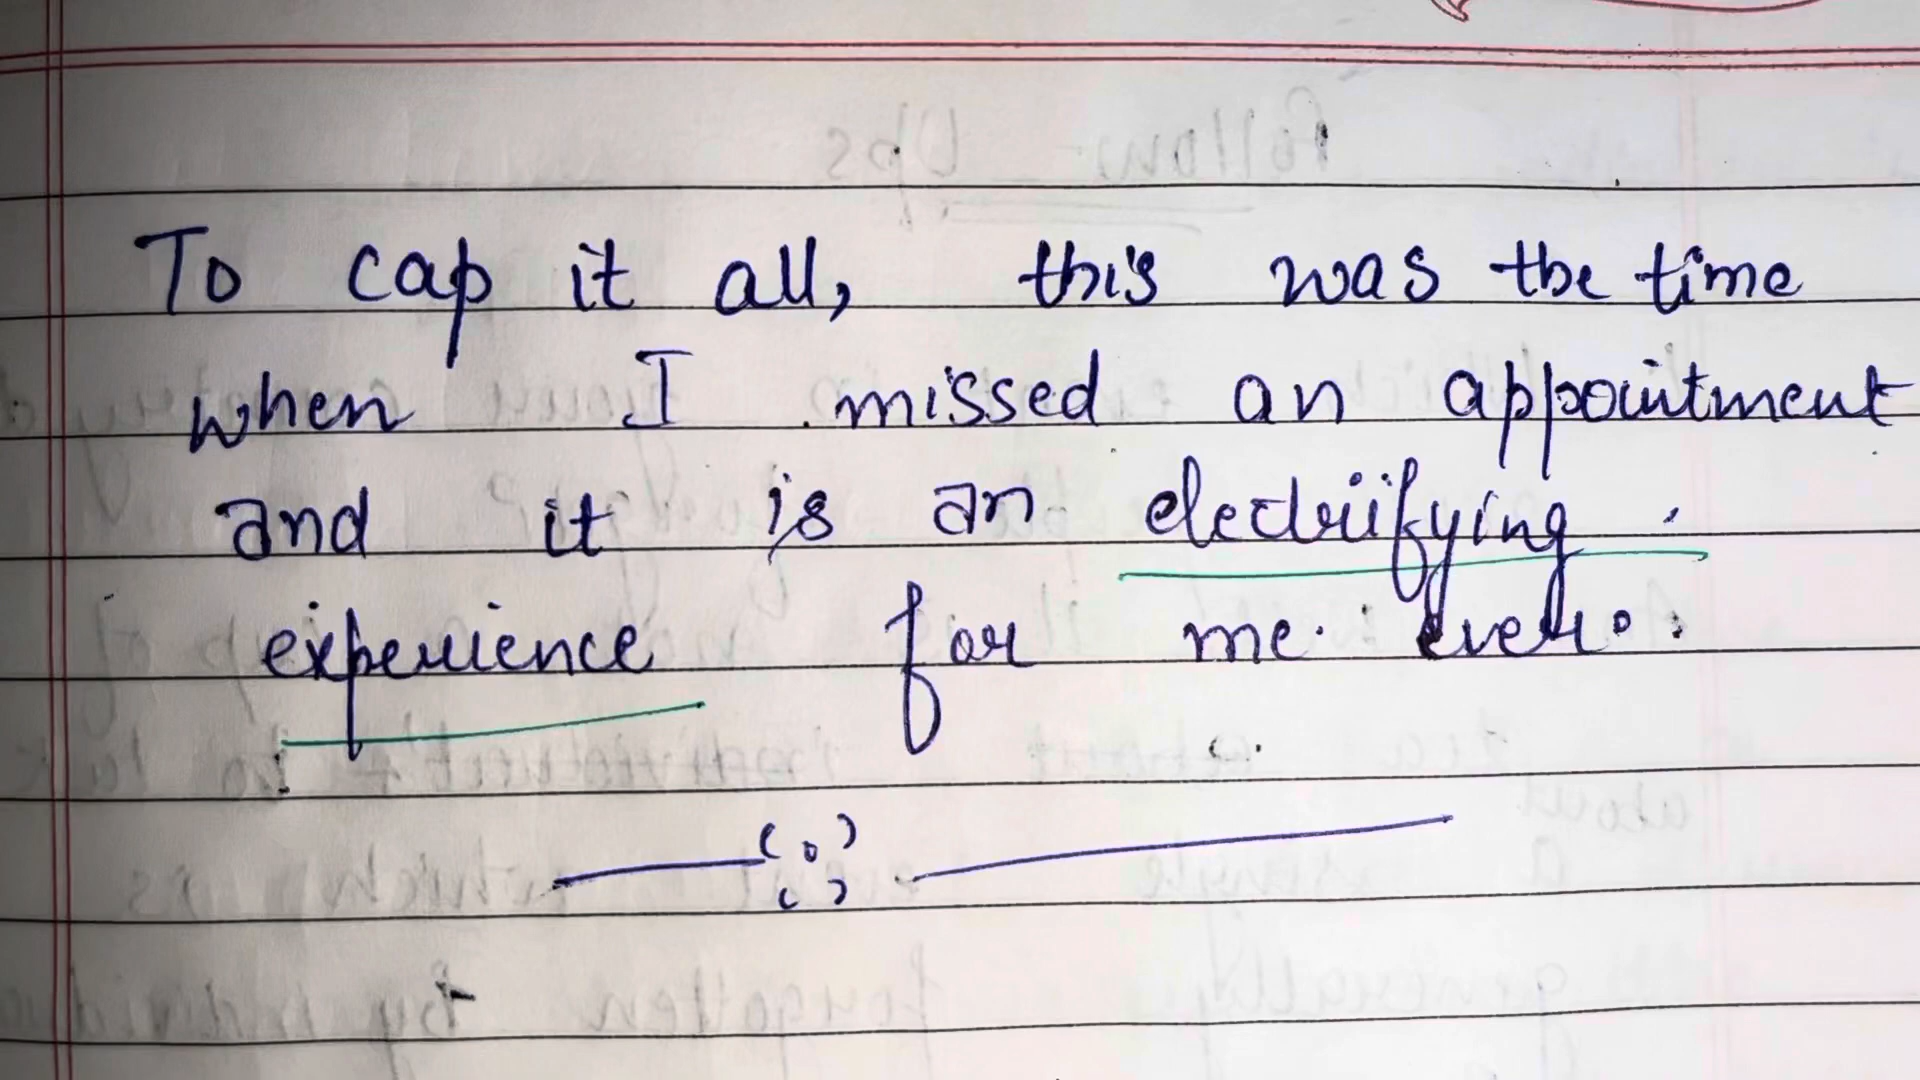 To cap it all, this was the time
when I missed an appointment
and it is an electrifying
experience for me. ever.